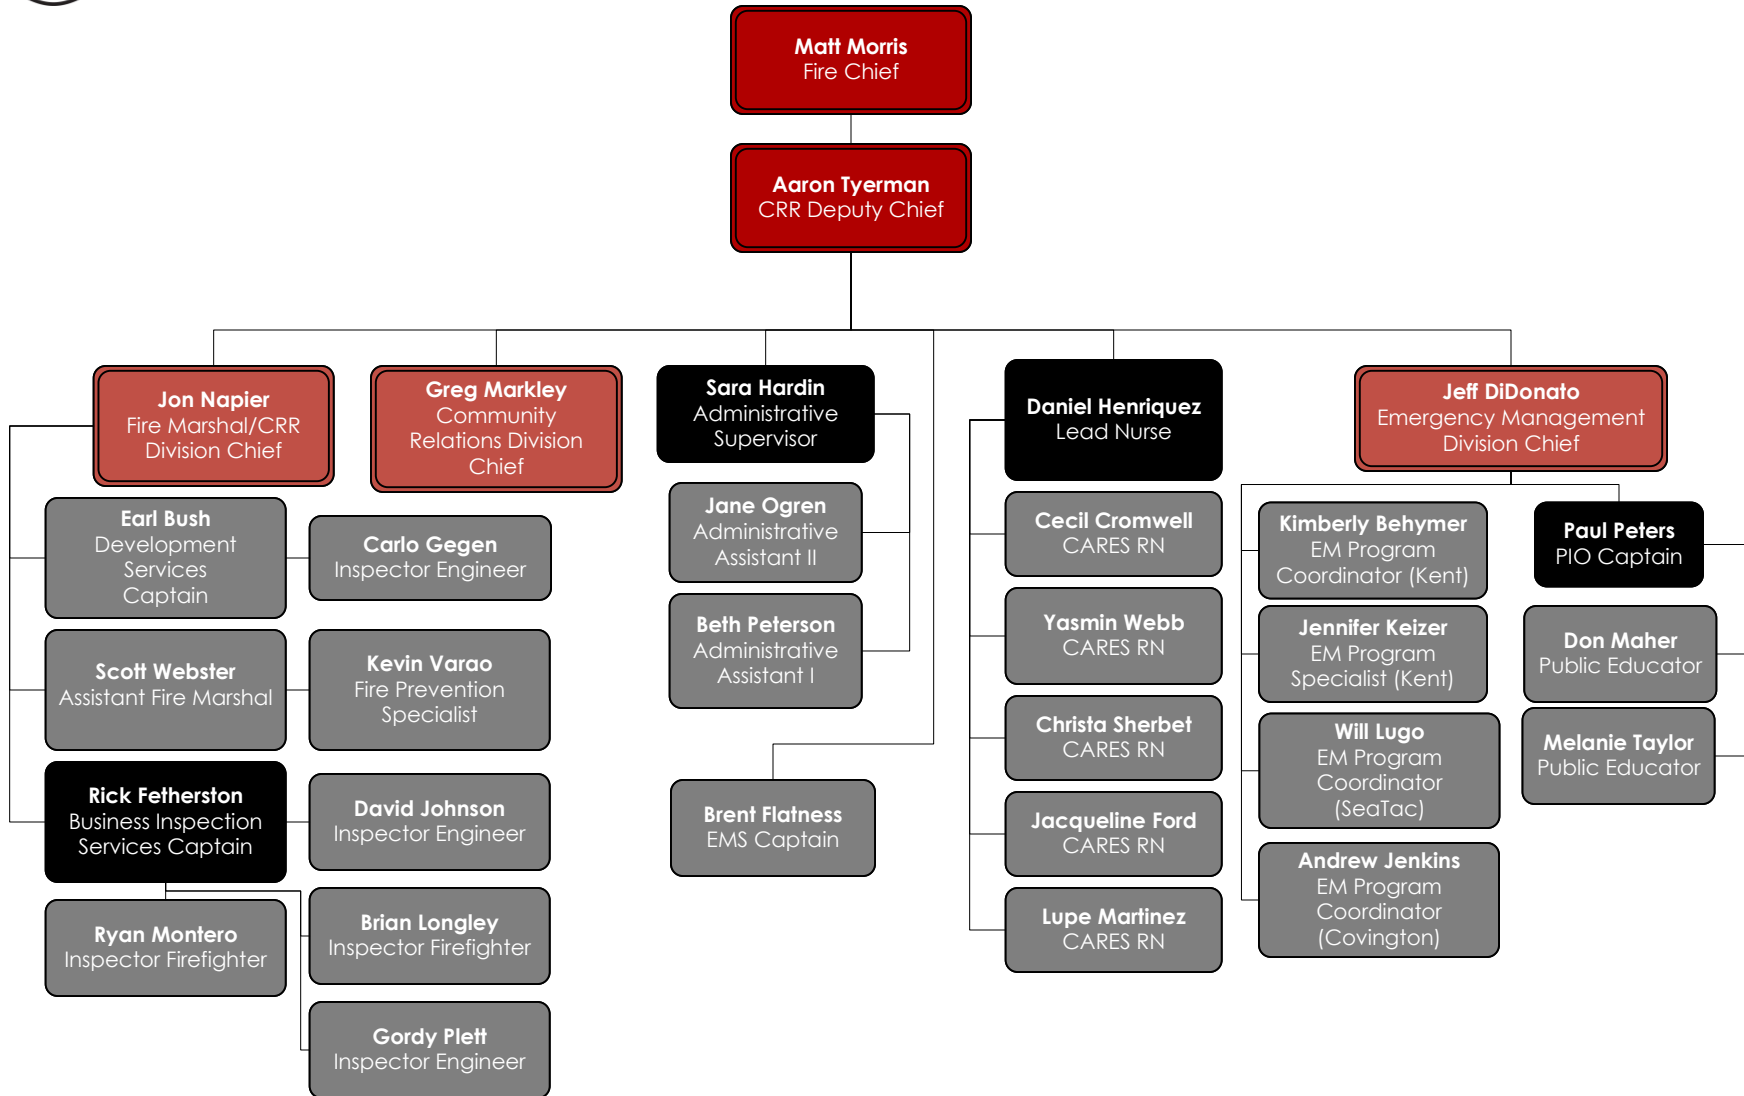 Matt Morris
Fire Chief
Aaron Tyerman
CRR Deputy Chief
Jon Napier
Fire Marshal/CRR
Division Chief
Greg Markley
Community
Relations Division
Chief
Sara Hardin
Administrative
Supervisor
Daniel Henriquez
Lead Nurse
Jeff DiDonato
Emergency Management
Division Chief
Earl Bush
Development
Services
Captain
Carlo Gegen
Inspector Engineer
Scott Webster
Assistant Fire Marshal
Kevin Varao
Fire Prevention
Specialist
Rick Fetherston
Business Inspection
Services Captain
David Johnson
Inspector Engineer
Ryan Montero
Inspector Firefighter
Brian Longley
Inspector Firefighter
Gordy Plett
Inspector Engineer
Jane Ogren
Administrative
Assistant II
Beth Peterson
Administrative
Assistant I
Brent Flatness
EMS Captain
Cecil Cromwell
CARES RN
Yasmin Webb
CARES RN
Christa Sherbet
CARES RN
Jacqueline Ford
CARES RN
Lupe Martinez
CARES RN
Kimberly Behymer
EM Program
Coordinator (Kent)
Jennifer Keizer
EM Program
Specialist (Kent)
Will Lugo
EM Program
Coordinator
(SeaTac)
Andrew Jenkins
EM Program
Coordinator
(Covington)
Paul Peters
PIO Captain
Don Maher
Public Educator
Melanie Taylor
Public Educator